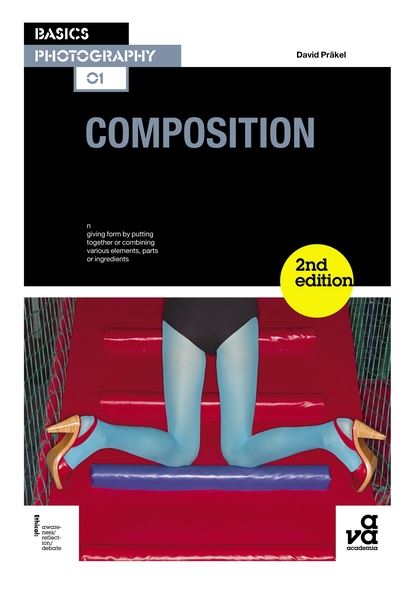 BASICS
PHOTOGRAPHY
01
David Präkel
COMPOSITION
n
giving form by putting
together or combining
various elements, parts
or ingredients
2nd
edition
Ethical:
aware-
ness/
reflect-
ion/
debate
ava
academia